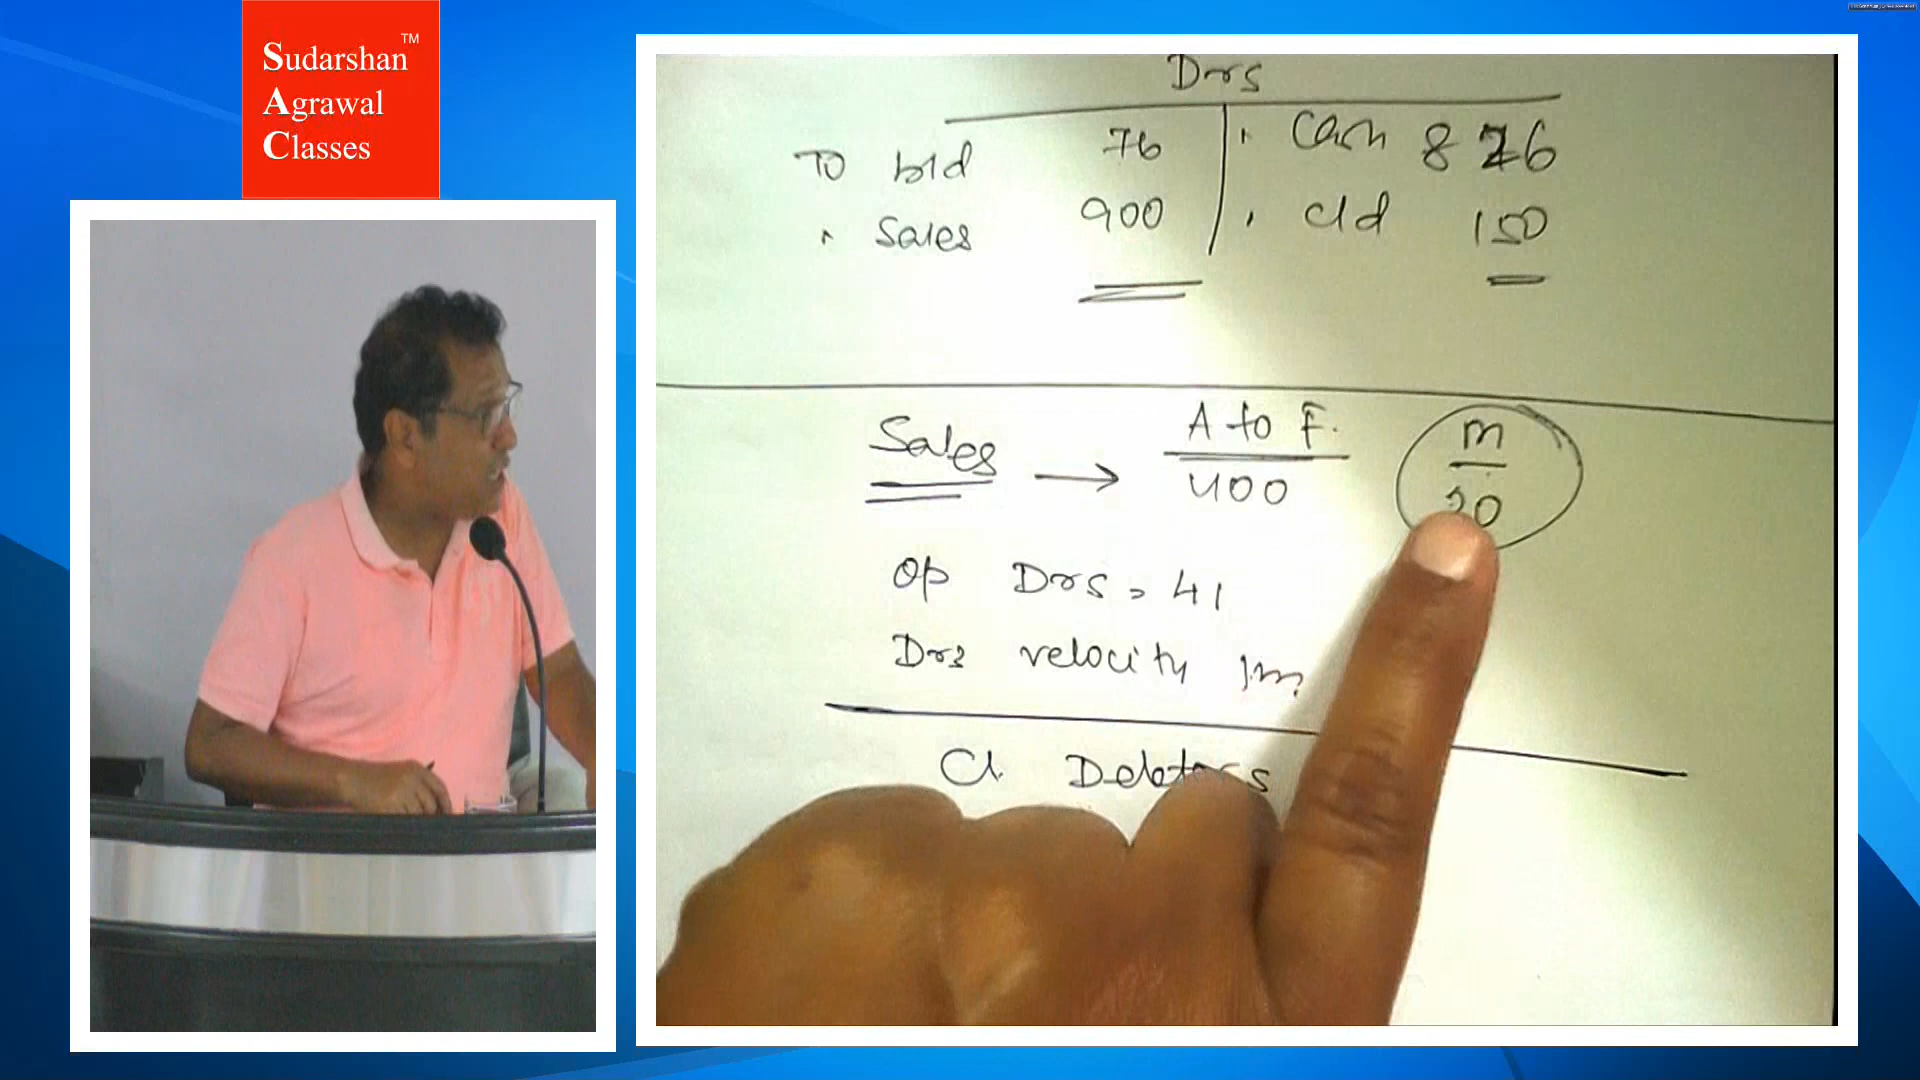 Sudarshan™
Agrawal
Classes
Drs
To bld 76 " Cash 826
" Sales 900 " cld 150
Sales → A to F. m
400
Op Drs = 41
Drs velocity 1m
Cl. Debtors